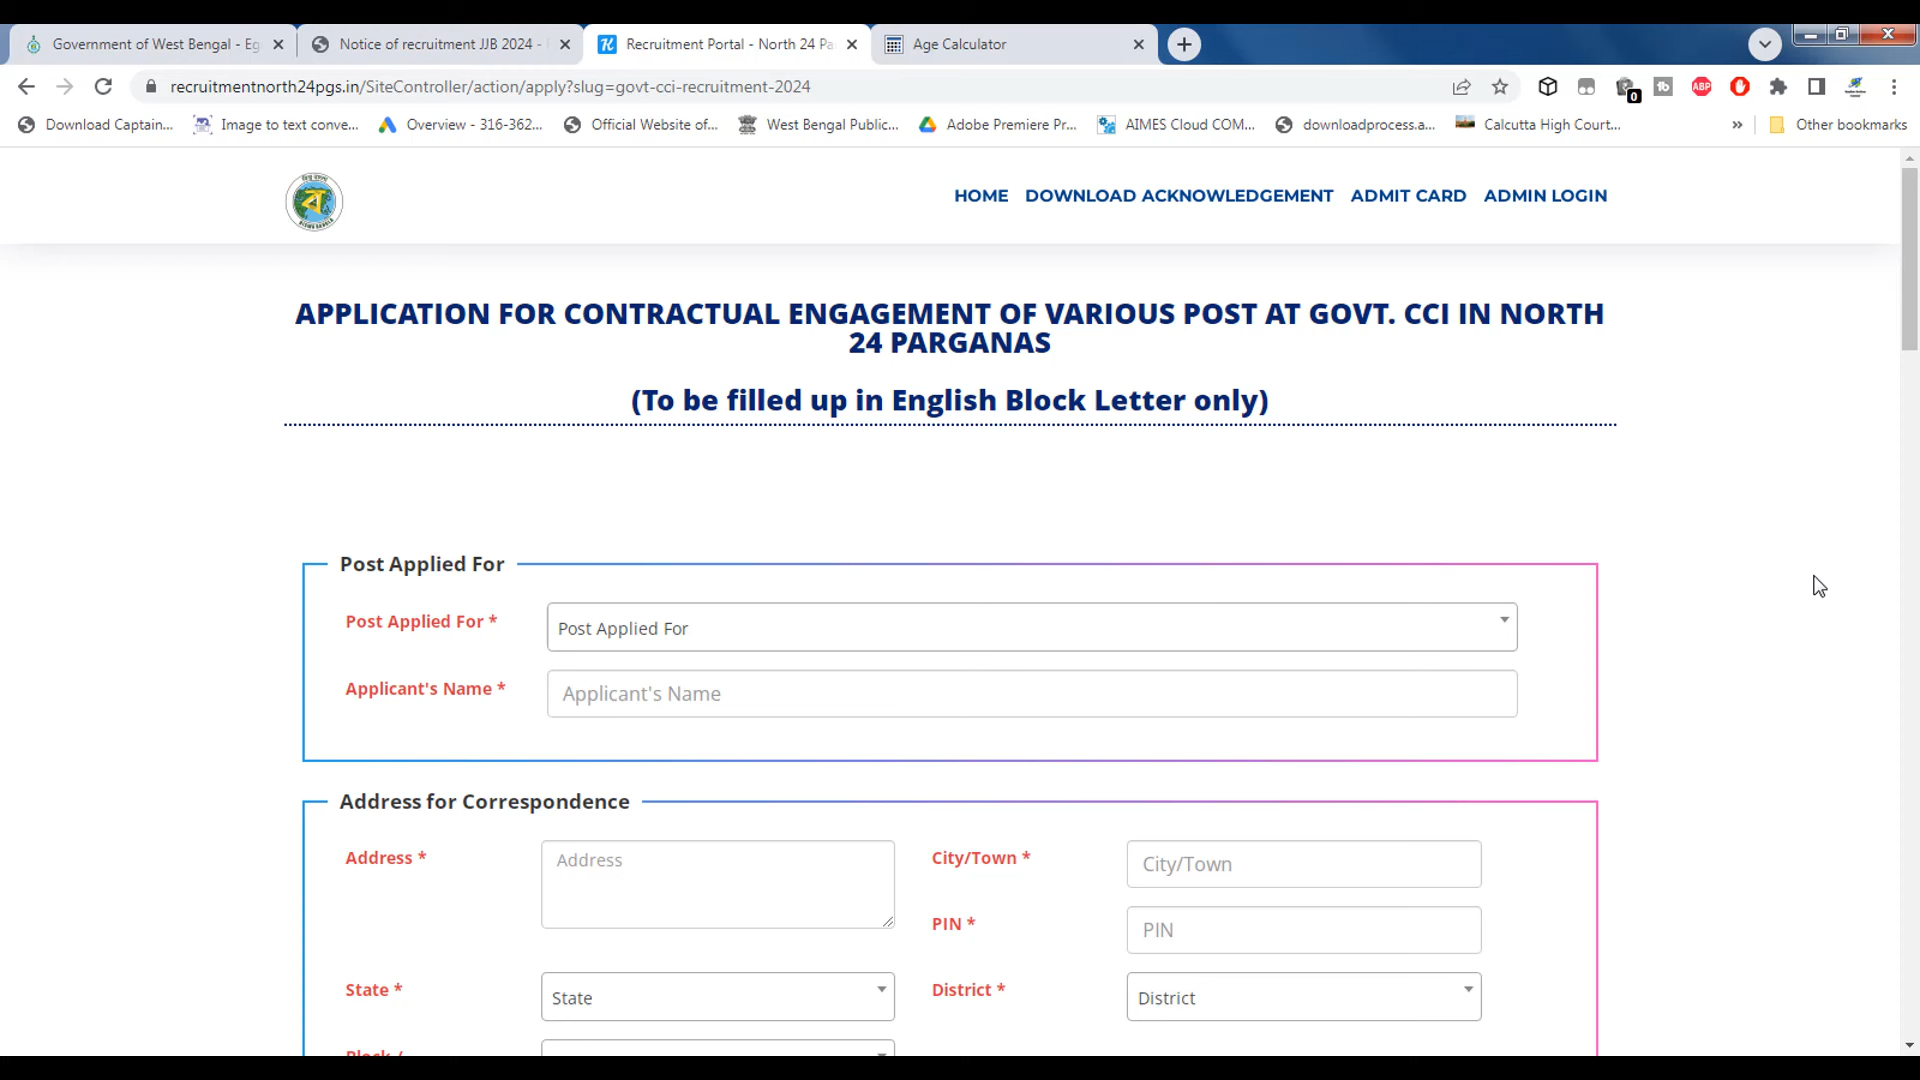 Government of West Bengal - Eg
Notice of recruitment JJB 2024 -
Recruitment Portal - North 24 Pa
Age Calculator
recruitmentnorth24pgs.in/SiteController/action/apply?slug=govt-cci-recruitment-2024
0
ABP
Download Captain...
Image to text conve...
Overview - 316-362...
Official Website of...
West Bengal Public...
Adobe Premiere Pr...
AIMES Cloud COM...
downloadprocess.a...
Calcutta High Court...
»
Other bookmarks
HOME
DOWNLOAD ACKNOWLEDGEMENT
ADMIT CARD
ADMIN LOGIN
APPLICATION FOR CONTRACTUAL ENGAGEMENT OF VARIOUS POST AT GOVT. CCI IN NORTH
24 PARGANAS
(To be filled up in English Block Letter only)
Post Applied For
Post Applied For *
Post Applied For
Applicant's Name *
Applicant's Name
Address for Correspondence
Address *
Address
City/Town *
City/Town
PIN *
PIN
State *
State
District *
District
Block /